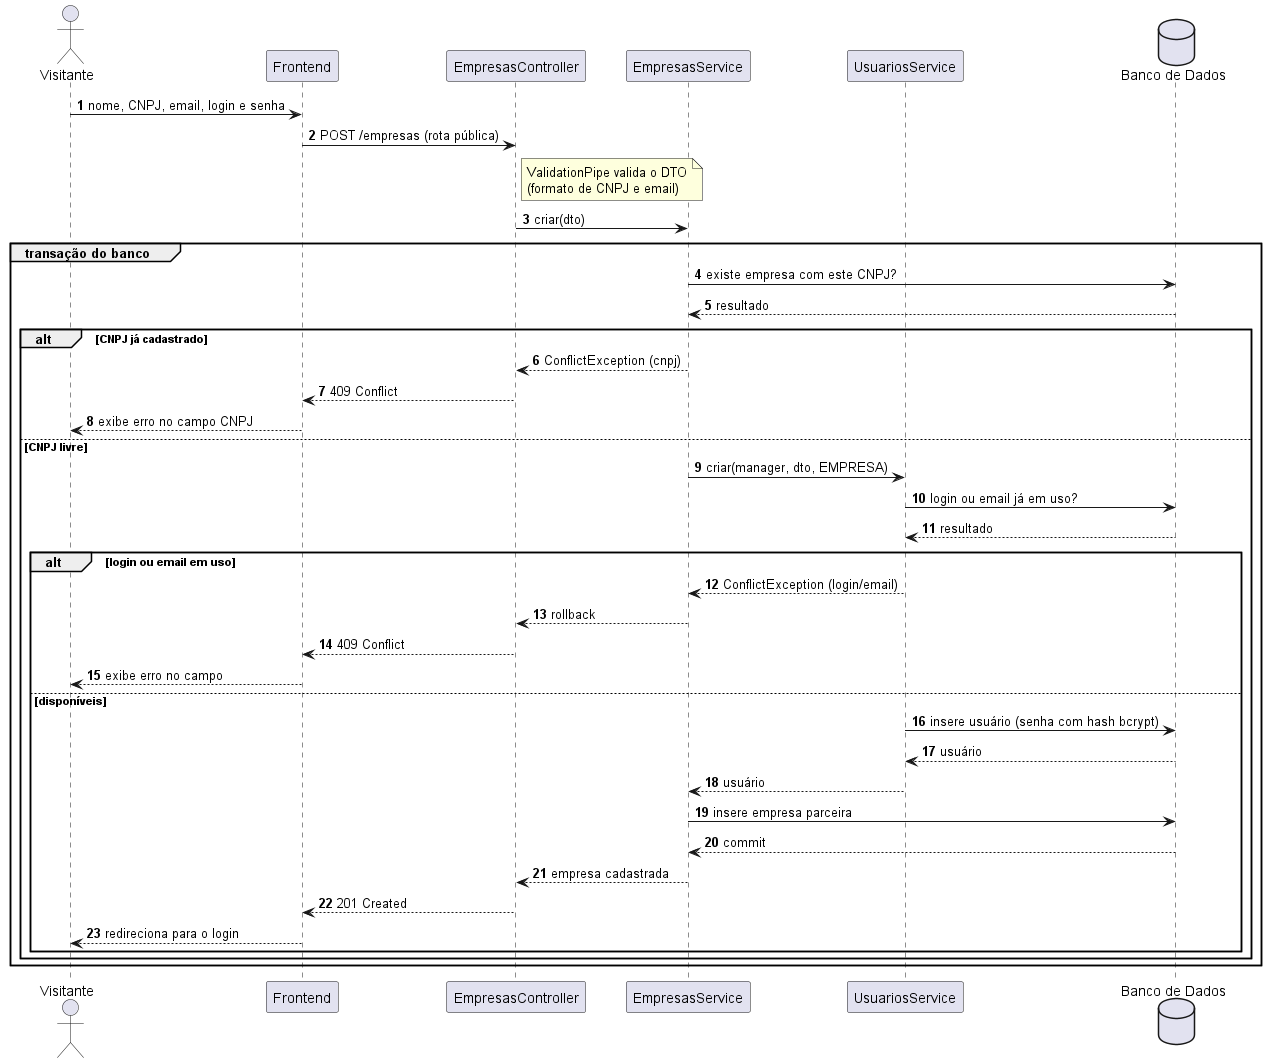 Visitante
Frontend
EmpresasController
EmpresasService
UsuariosService
Banco de Dados
1 nome, CNPJ, email, login e senha
2 POST /empresas (rota pública)
ValidationPipe valida o DTO
(formato de CNPJ e email)
3 criar(dto)
transação do banco
4 existe empresa com este CNPJ?
5 resultado
alt [CNPJ já cadastrado]
6 ConflictException (cnpj)
7 409 Conflict
8 exibe erro no campo CNPJ
[CNPJ livre]
9 criar(manager, dto, EMPRESA)
10 login ou email já em uso?
11 resultado
alt [login ou email em uso]
12 ConflictException (login/email)
13 rollback
14 409 Conflict
15 exibe erro no campo
[disponíveis]
16 insere usuário (senha com hash bcrypt)
17 usuário
18 usuário
19 insere empresa parceira
20 commit
21 empresa cadastrada
22 201 Created
23 redireciona para o login
Visitante
Frontend
EmpresasController
EmpresasService
UsuariosService
Banco de Dados